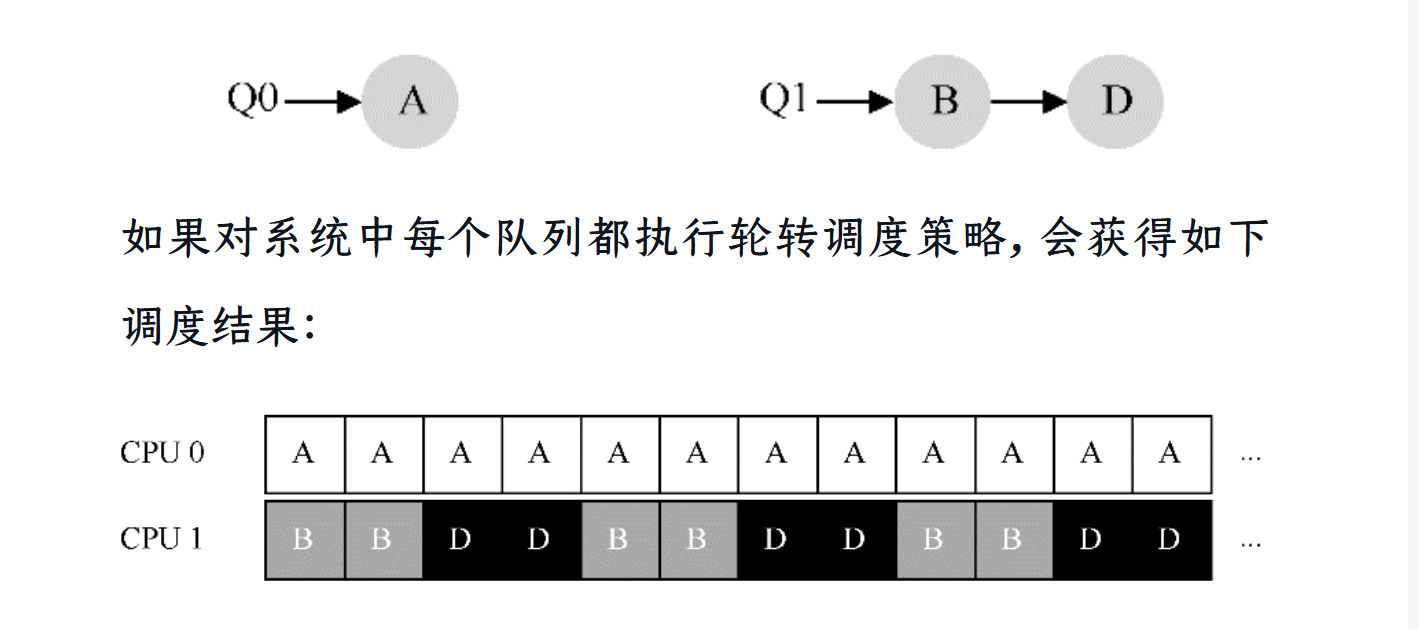 Q0 A Q1 B D
如果对系统中每个队列都执行轮转调度策略,会获得如下
调度结果:
CPU 0 A A A A A A A A A A A A ...
CPU 1 B B D D B B D D B B D D ...